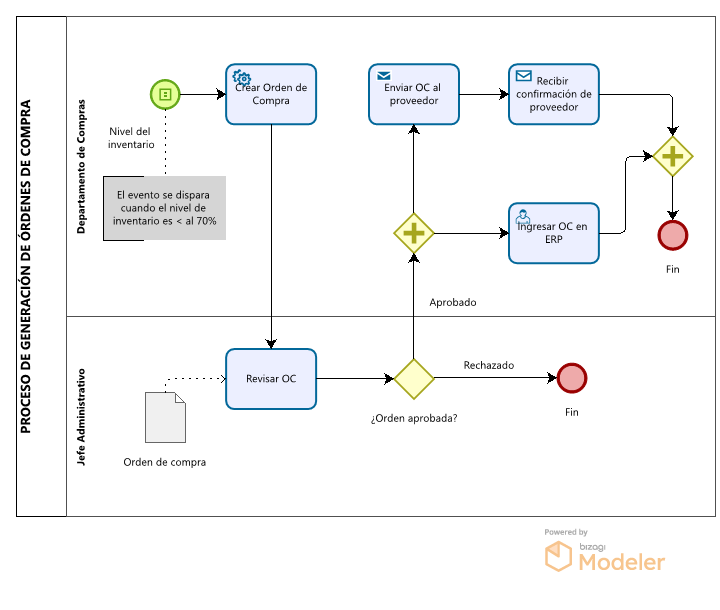 PROCESO DE GENERACIÓN DE ÓRDENES DE COMPRA
Departamento de Compras
Nivel del
inventario
El evento se dispara
cuando el nivel de
inventario es < al 70%
Crear Orden de
Compra
Enviar OC al
proveedor
Recibir
confirmación de
proveedor
Ingresar OC en
ERP
Fin
Aprobado
Jefe Administrativo
Revisar OC
Orden de compra
¿Orden aprobada?
Rechazado
Fin
Powered by
bizagi
Modeler